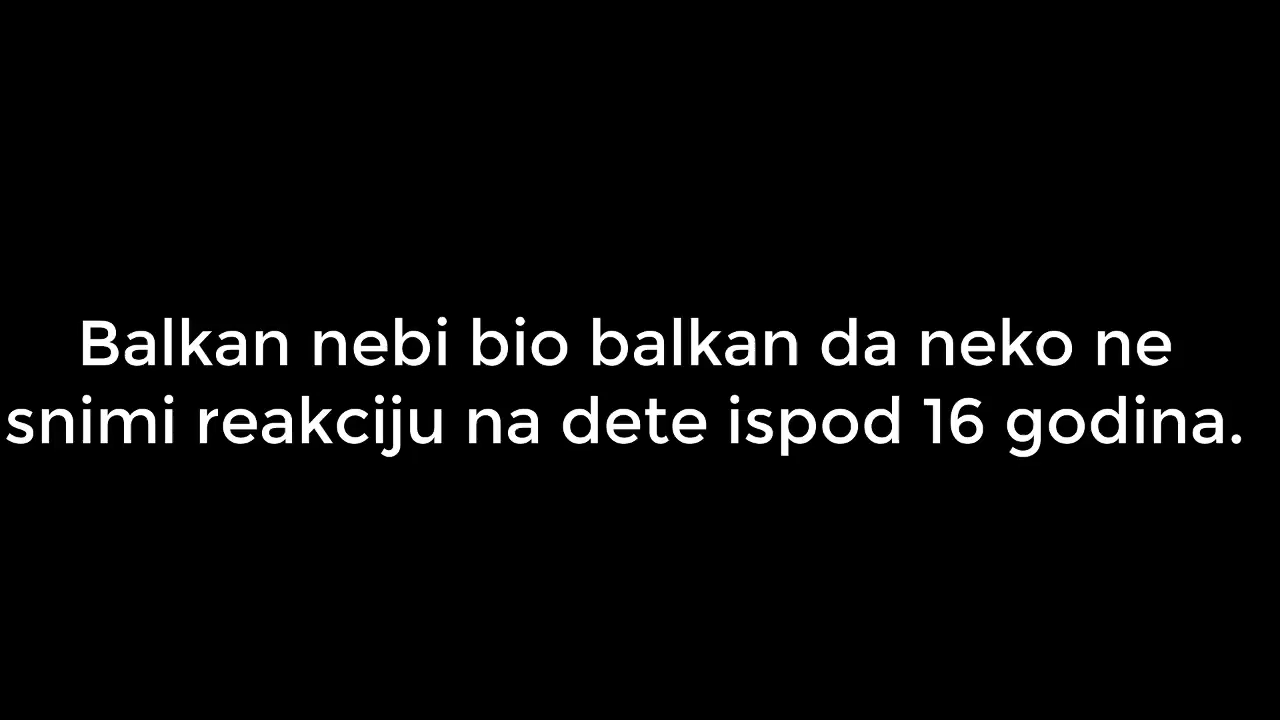 Balkan nebi bio balkan da neko ne
snimi reakciju na dete ispod 16 godina.